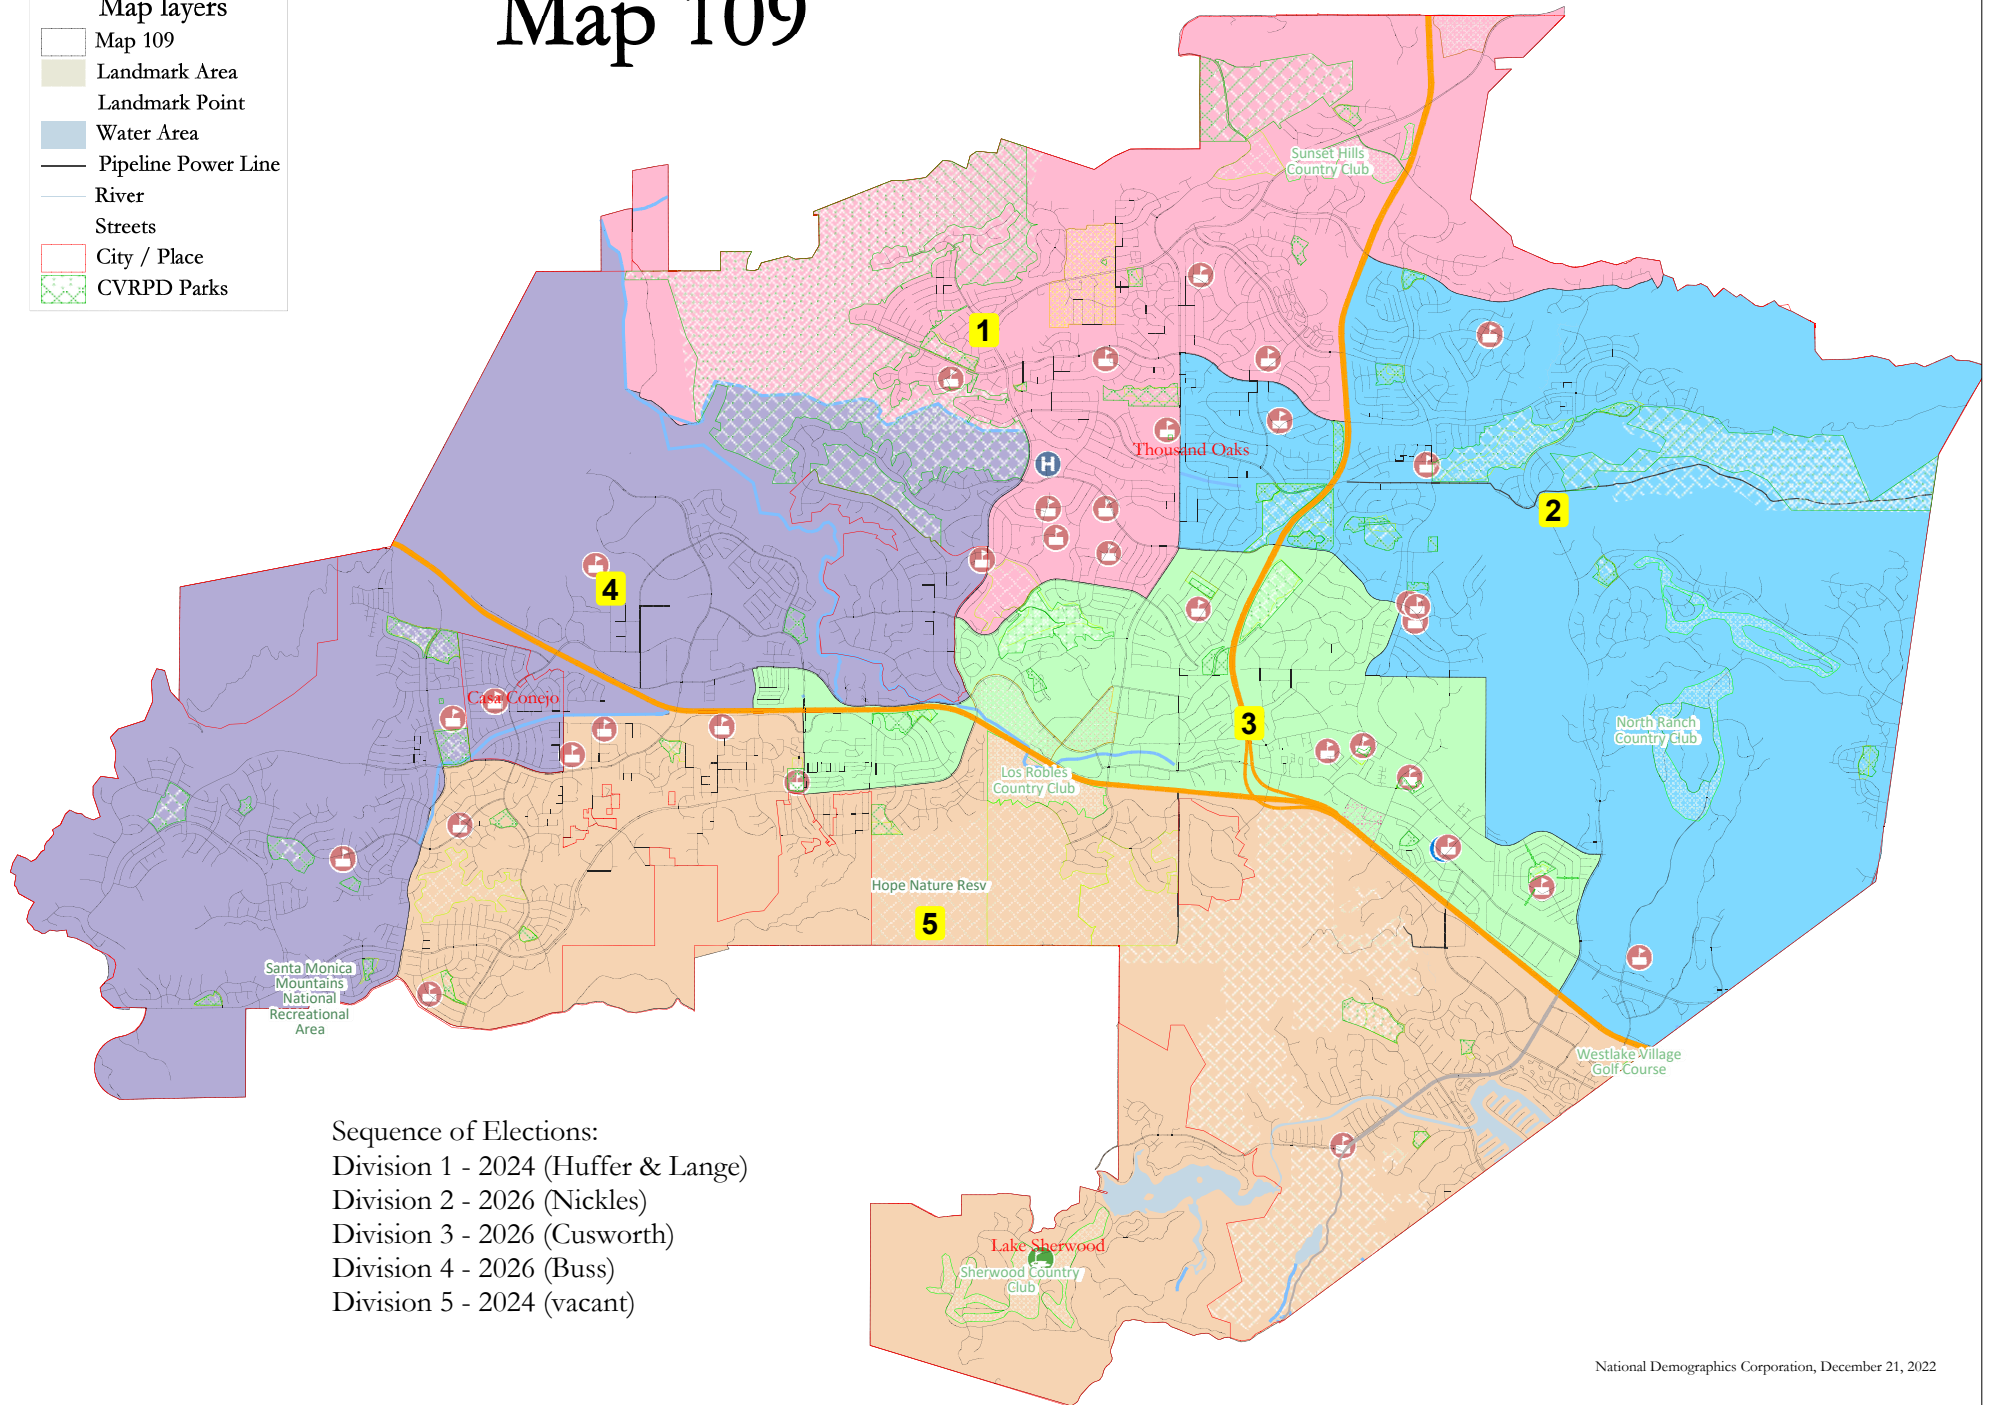 Map layers
Map 109
Landmark Area
Landmark Point
Water Area
Pipeline Power Line
River
Streets
City / Place
CVRPD Parks
Map 109
Sunset Hills
Country Club
1
H
Thousand Oaks
2
4
Casa Conejo
3
North Ranch
Country Club
Los Robles
Country Club
Hope Nature Resv
5
Santa Monica
Mountains
National
Recreational
Area
Westlake Village
Golf Course
Sequence of Elections:
Division 1 - 2024 (Huffer & Lange)
Division 2 - 2026 (Nickles)
Division 3 - 2026 (Cusworth)
Division 4 - 2026 (Buss)
Division 5 - 2024 (vacant)
Lake Sherwood
Sherwood Country
Club
National Demographics Corporation, December 21, 2022